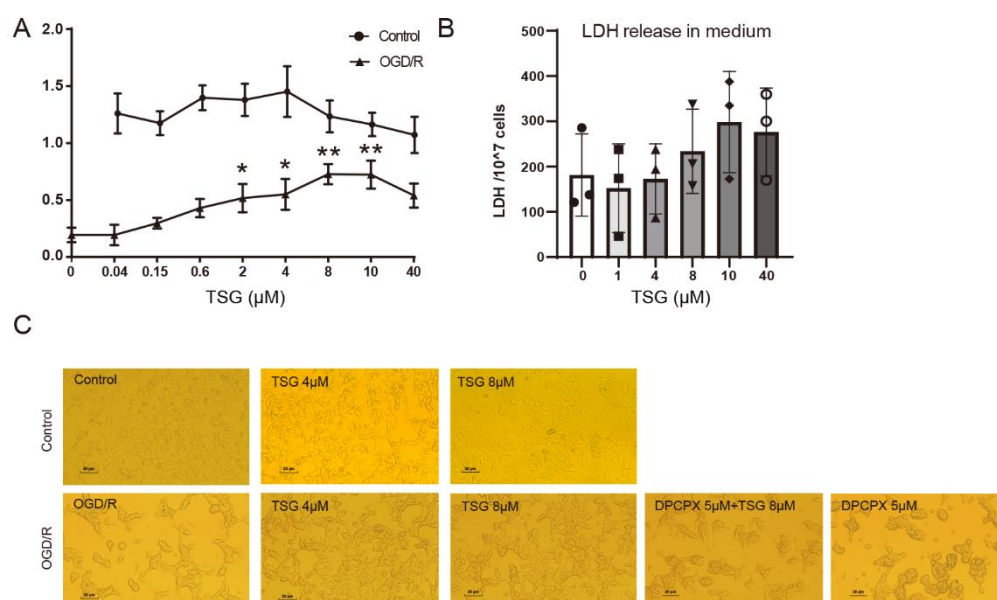 A
2.0
1.5
1.0
0.5
0.0
Control
OGD/R
* * ** **
0 0.04 0.15 0.6 2 4 8 10 40
TSG (μM)
B
LDH release in medium
LDH /10^7 cells
500
400
300
200
100
0
0 1 4 8 10 40
TSG (μM)
C
Control
Control
TSG 4μM
TSG 8μM
OGD/R
OGD/R
TSG 4μM
TSG 8μM
DPCPX 5μM+TSG 8μM
DPCPX 5μM